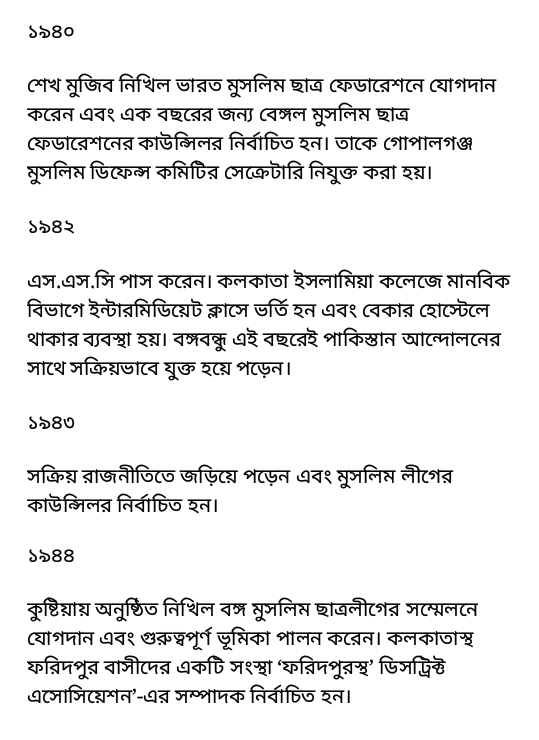 ১৯৪০
শেখ মুজিব নিখিল ভারত মুসলিম ছাত্র ফেডারেশনে যোগদান
করেন এবং এক বছরের জন্য বেঙ্গল মুসলিম ছাত্র
ফেডারেশনের কাউন্সিলর নির্বাচিত হন। তাকে গোপালগঞ্জ
মুসলিম ডিফেন্স কমিটির সেক্রেটারি নিযুক্ত করা হয়।
১৯৪২
এস.এস.সি পাস করেন। কলকাতা ইসলামিয়া কলেজে মানবিক
বিভাগে ইন্টারমিডিয়েট ক্লাসে ভর্তি হন এবং বেকার হোস্টেলে
থাকার ব্যবস্থা হয়। বঙ্গবন্ধু এই বছরেই পাকিস্তান আন্দোলনের
সাথে সক্রিয়ভাবে যুক্ত হয়ে পড়েন।
১৯৪৩
সক্রিয় রাজনীতিতে জড়িয়ে পড়েন এবং মুসলিম লীগের
কাউন্সিলর নির্বাচিত হন।
১৯৪৪
কুষ্টিয়ায় অনুষ্ঠিত নিখিল বঙ্গ মুসলিম ছাত্রলীগের সম্মেলনে
যোগদান এবং গুরুত্বপূর্ণ ভূমিকা পালন করেন। কলকাতাস্থ
ফরিদপুর বাসীদের একটি সংস্থা ‘ফরিদপুরস্থ’ ডিসট্রিক্ট
এসোসিয়েশন’-এর সম্পাদক নির্বাচিত হন।